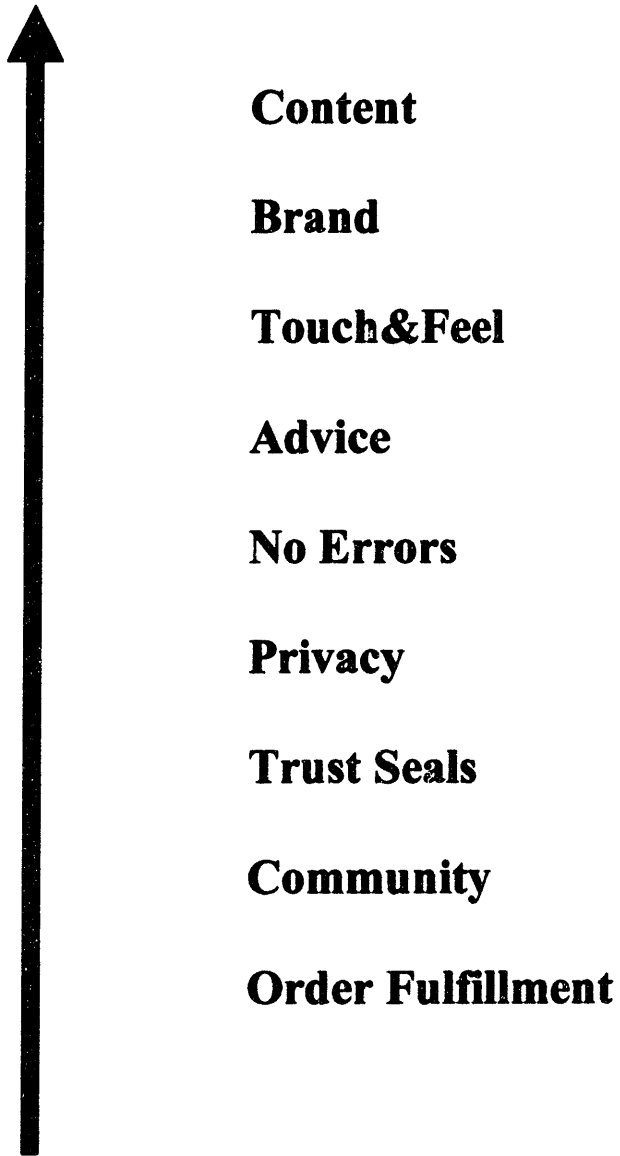 Content
Brand
Touch&Feel
Advice
No Errors
Privacy
Trust Seals
Community
Order Fulfillment